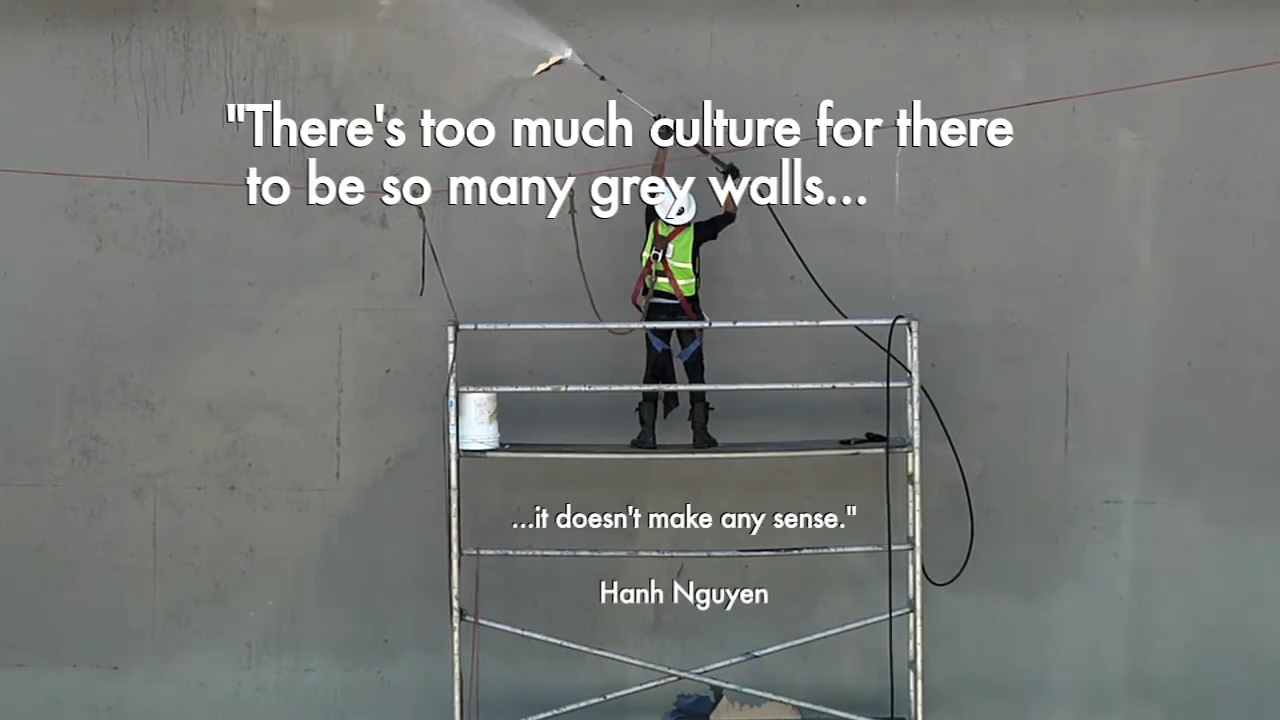 "There's too much culture for there
to be so many grey walls...
...it doesn't make any sense."
Hanh Nguyen